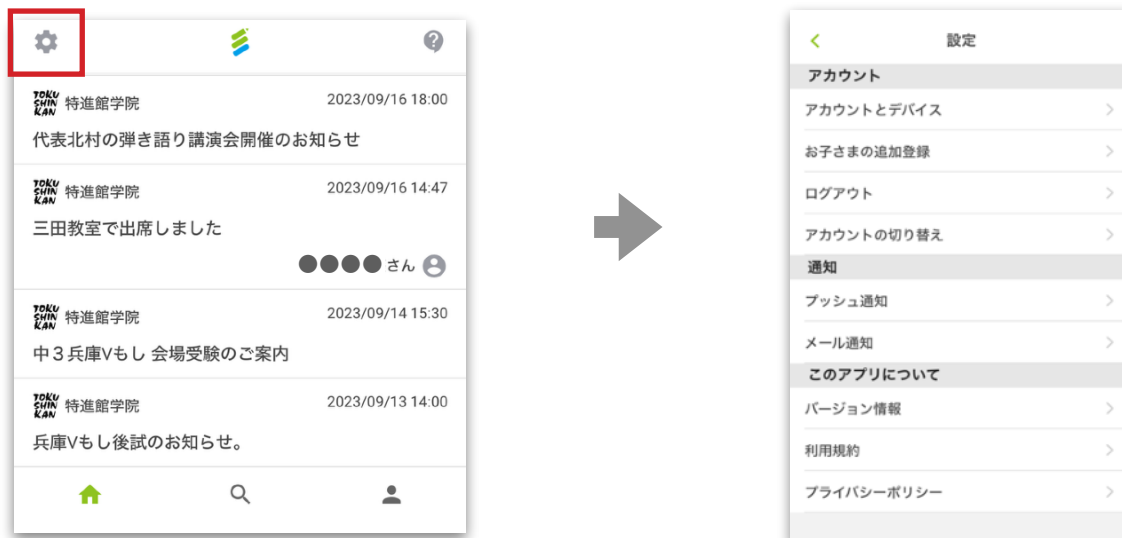 TOKU
SHIN
KAN
特進館学院
2023/09/16 18:00
代表北村の弾き語り講演会開催のお知らせ
TOKU
SHIN
KAN
特進館学院
2023/09/16 14:47
三田教室で出席しました
●●●●さん
TOKU
SHIN
KAN
特進館学院
2023/09/14 15:30
中３兵庫Vもし 会場受験のご案内
TOKU
SHIN
KAN
特進館学院
2023/09/13 14:00
兵庫Vもし後試のお知らせ。
設定
アカウント
アカウントとデバイス
お子さまの追加登録
ログアウト
アカウントの切り替え
通知
プッシュ通知
メール通知
このアプリについて
バージョン情報
利用規約
プライバシーポリシー